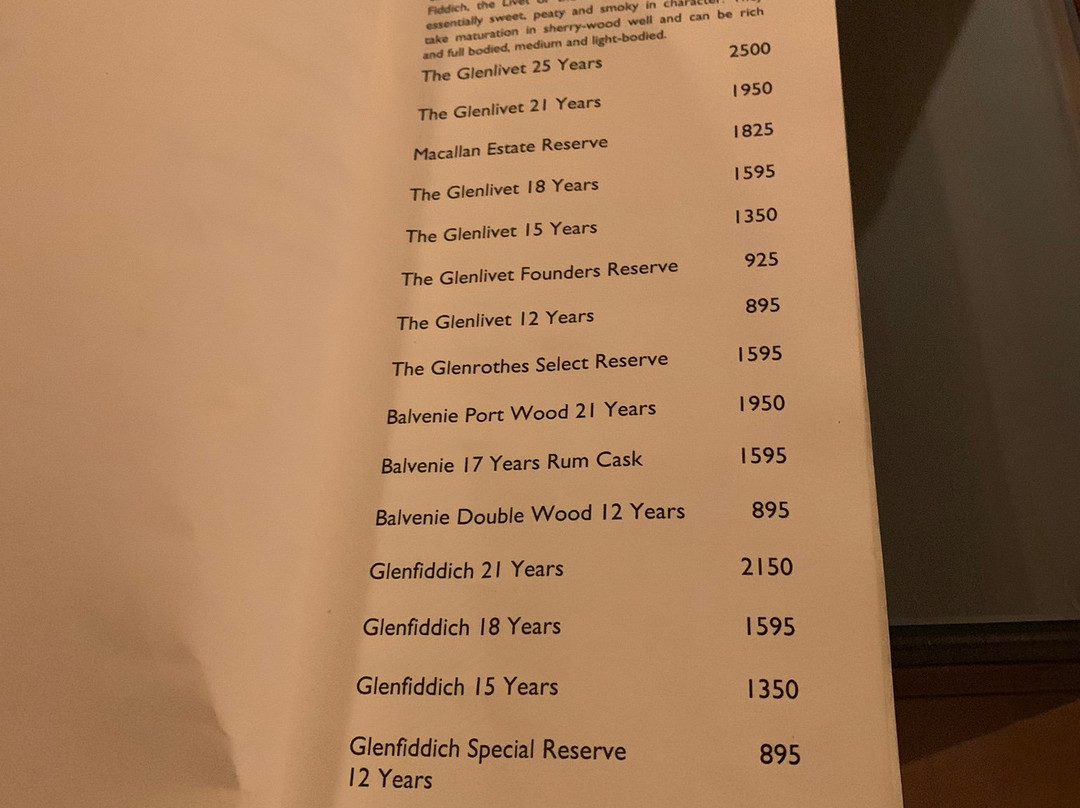 Fiddich, the Livet
essentially sweet, peaty and smoky in character.
take maturation in sherry-wood well and can be rich
and full bodied, medium and light-bodied.
The Glenlivet 25 Years 2500
The Glenlivet 21 Years 1950
Macallan Estate Reserve 1825
The Glenlivet 18 Years 1595
The Glenlivet 15 Years 1350
The Glenlivet Founders Reserve 925
The Glenlivet 12 Years 895
The Glenrothes Select Reserve 1595
Balvenie Port Wood 21 Years 1950
Balvenie 17 Years Rum Cask 1595
Balvenie Double Wood 12 Years 895
Glenfiddich 21 Years 2150
Glenfiddich 18 Years 1595
Glenfiddich 15 Years 1350
Glenfiddich Special Reserve 895
12 Years